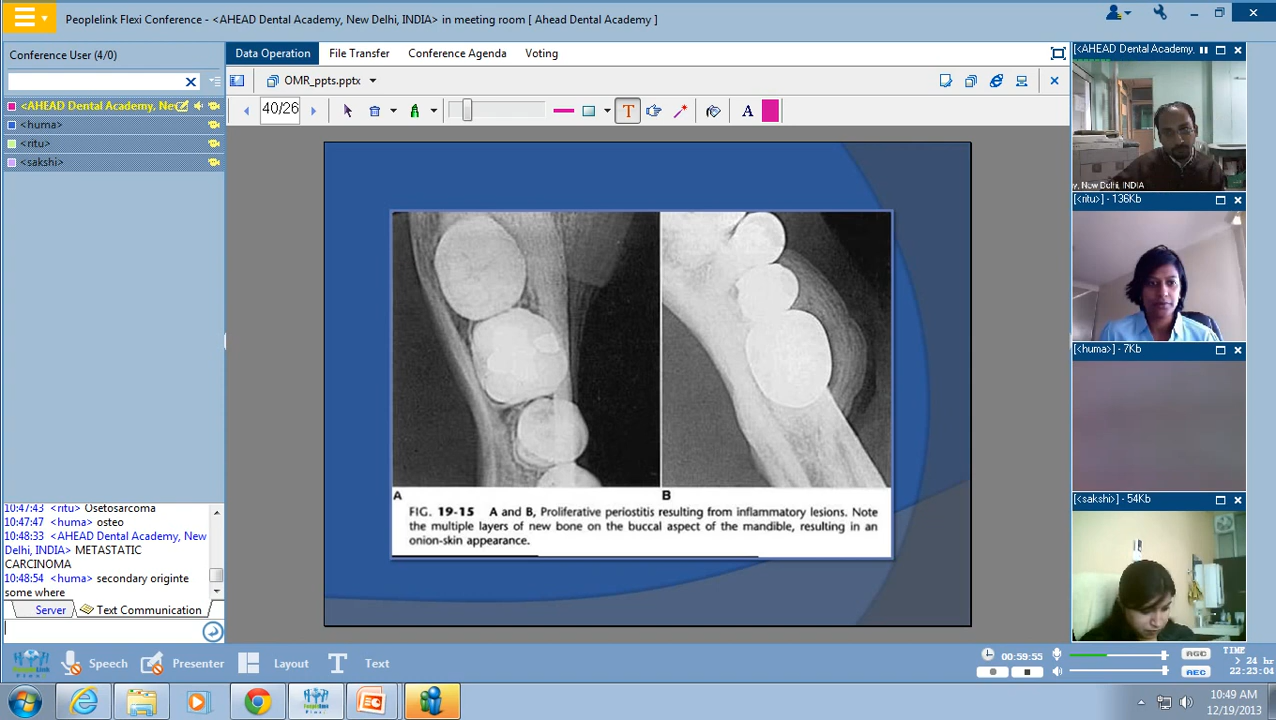 Peoplelink Flexi Conference - <AHEAD Dental Academy, New Delhi, INDIA> in meeting room [ Ahead Dental Academy ]
Conference User (4/0)
<AHEAD Dental Academy, Nev
<huma>
<ritu>
<sakshi>
Data Operation File Transfer Conference Agenda Voting
OMR_ppts.pptx
40/26
T
A
A B
FIG. 19-15 A and B, Proliferative periostitis resulting from inflammatory lesions. Note
the multiple layers of new bone on the buccal aspect of the mandible, resulting in an
onion-skin appearance.
10:47:43 <ritu> Osetosarcoma
10:47:47 <huma> osteo
10:48:33 <AHEAD Dental Academy, New
Delhi, INDIA> METASTATIC
CARCINOMA
10:48:54 <huma> secondary originte
some where
Server Text Communication
[<AHEAD Dental Academy,
y, New Delhi, INDIA
[<ritu>] - 136Kb
[<huma>] - 7Kb
[<sakshi>] - 54Kb
Speech Presenter Layout Text
00:59:55
AGC
AEC
TIME
> 24 hr
22:23:04
10:49 AM
12/19/2013